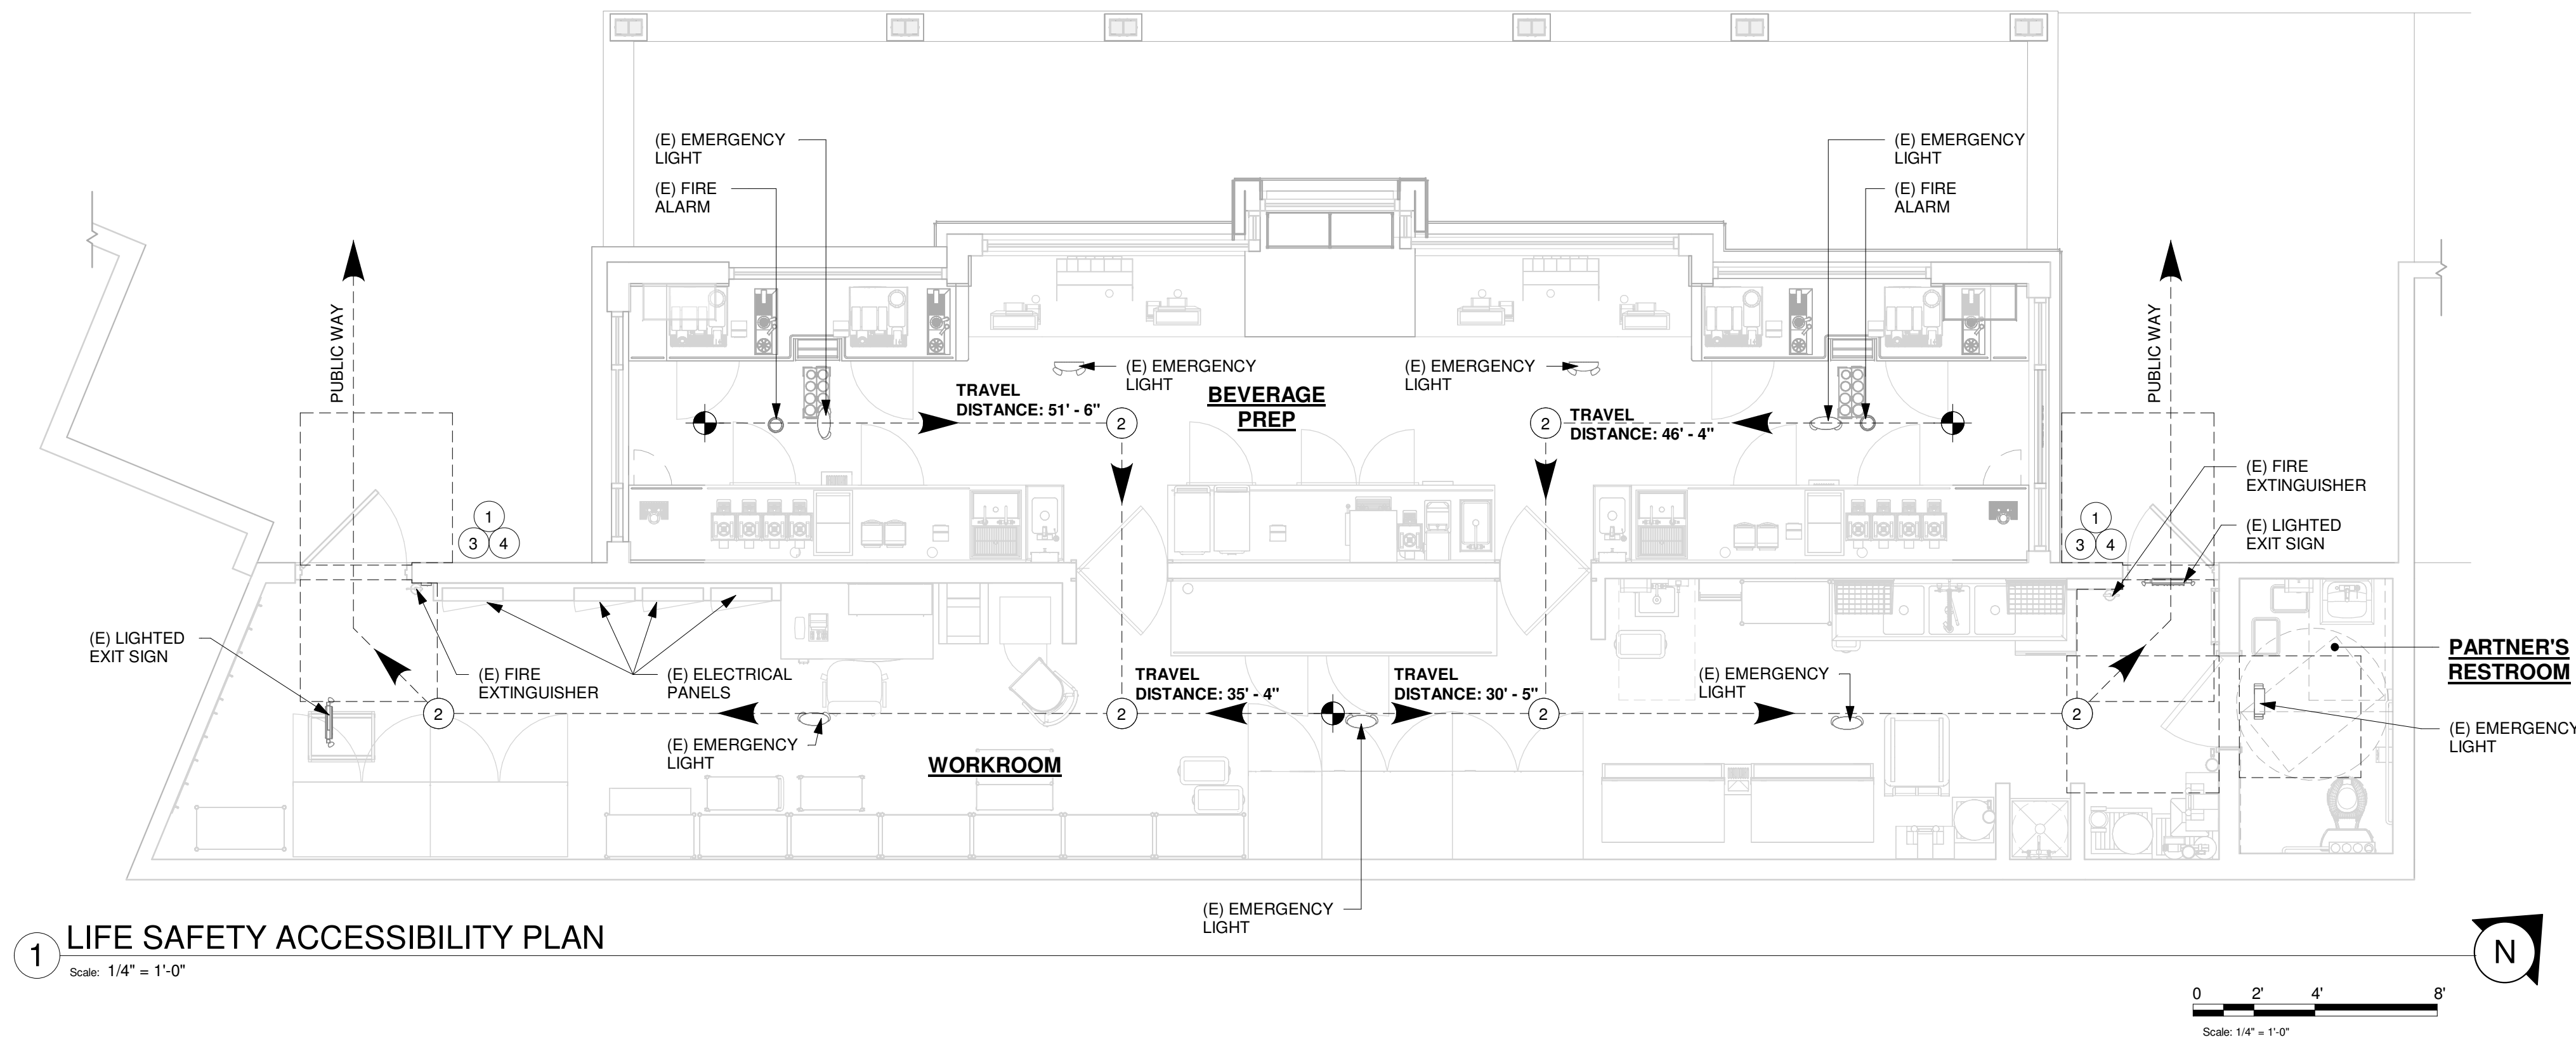 (E) EMERGENCY
LIGHT
(E) EMERGENCY
LIGHT
(E) FIRE
ALARM
(E) FIRE
ALARM
PUBLIC WAY
PUBLIC WAY
(E) EMERGENCY
LIGHT
(E) EMERGENCY
LIGHT
TRAVEL
DISTANCE: 51' - 6"
BEVERAGE
PREP
2
2
TRAVEL
DISTANCE: 46' - 4"
(E) FIRE
EXTINGUISHER
1
3 4
1
3 4
(E) LIGHTED
EXIT SIGN
(E) LIGHTED
EXIT SIGN
(E) FIRE
EXTINGUISHER
(E) ELECTRICAL
PANELS
TRAVEL
DISTANCE: 35' - 4"
TRAVEL
DISTANCE: 30' - 5"
(E) EMERGENCY
LIGHT
PARTNER'S
RESTROOM
2
2
2
2
(E) EMERGENCY
LIGHT
(E) EMERGENCY
LIGHT
WORKROOM
(E) EMERGENCY
LIGHT
1
LIFE SAFETY ACCESSIBILITY PLAN
Scale: 1/4" = 1'-0"
N
0 2' 4' 8'
Scale: 1/4" = 1'-0"